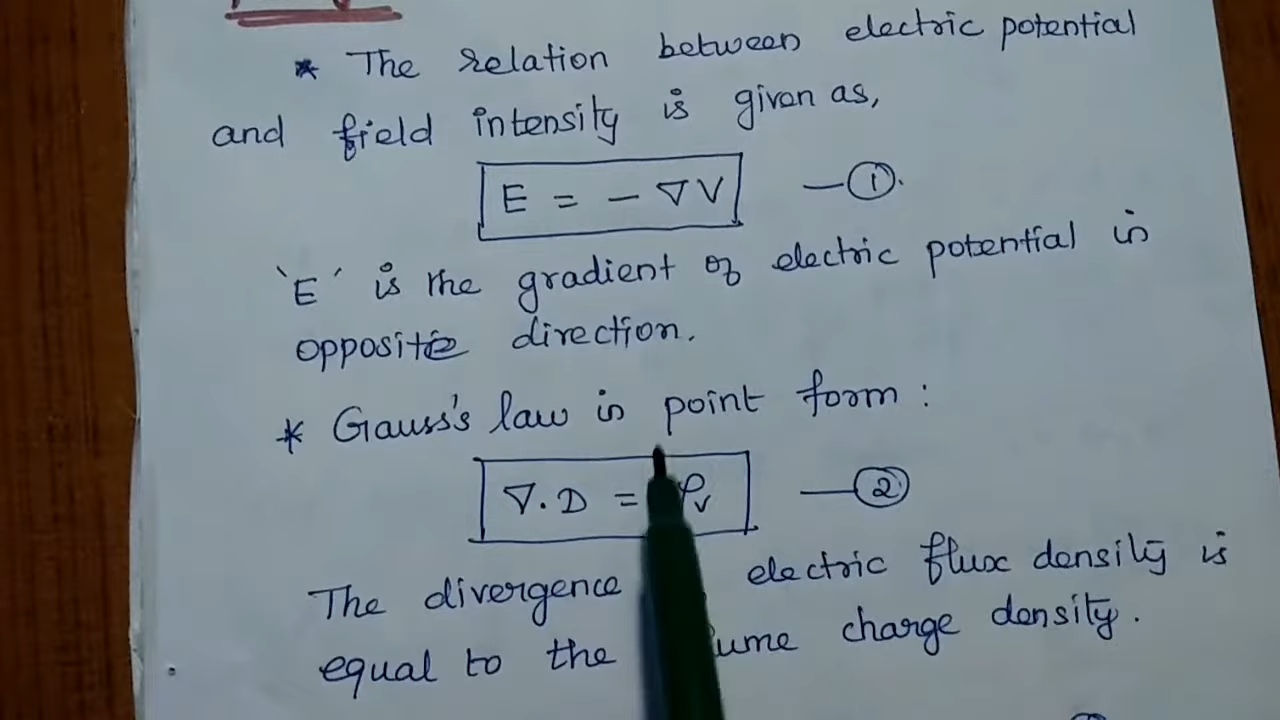 * The relation between electric potential
and field intensity is given as,
E = - ∇V —①.
'E' is the gradient of electric potential in
opposite direction.
* Gauss's law in point form :
∇.D = ρv —②
The divergence electric flux density is
equal to the ume charge density.